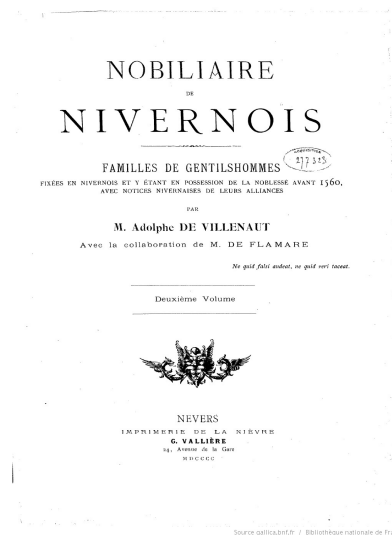 NOBILIAIRE
DE
NIVERNOIS
FAMILLES DE GENTILSHOMMES
277323
FIXÉES EN NIVERNOIS ET Y ÉTANT EN POSSESSION DE LA NOBLESSE AVANT 1560,
AVEC NOTICES NIVERNAISES DE LEURS ALLIANCES
PAR
M. Adolphe DE VILLENAUT
Avec la collaboration de M. DE FLAMARE
Ne quid falsi audeat, ne quid veri taceat.
Deuxième Volume
NEVERS
IMPRIMERIE DE LA NIÈVRE
G. VALLIÈRE
24, Avenue de la Gare
MDCCCC
Source gallica.bnf.fr / Bibliothèque nationale de Fra